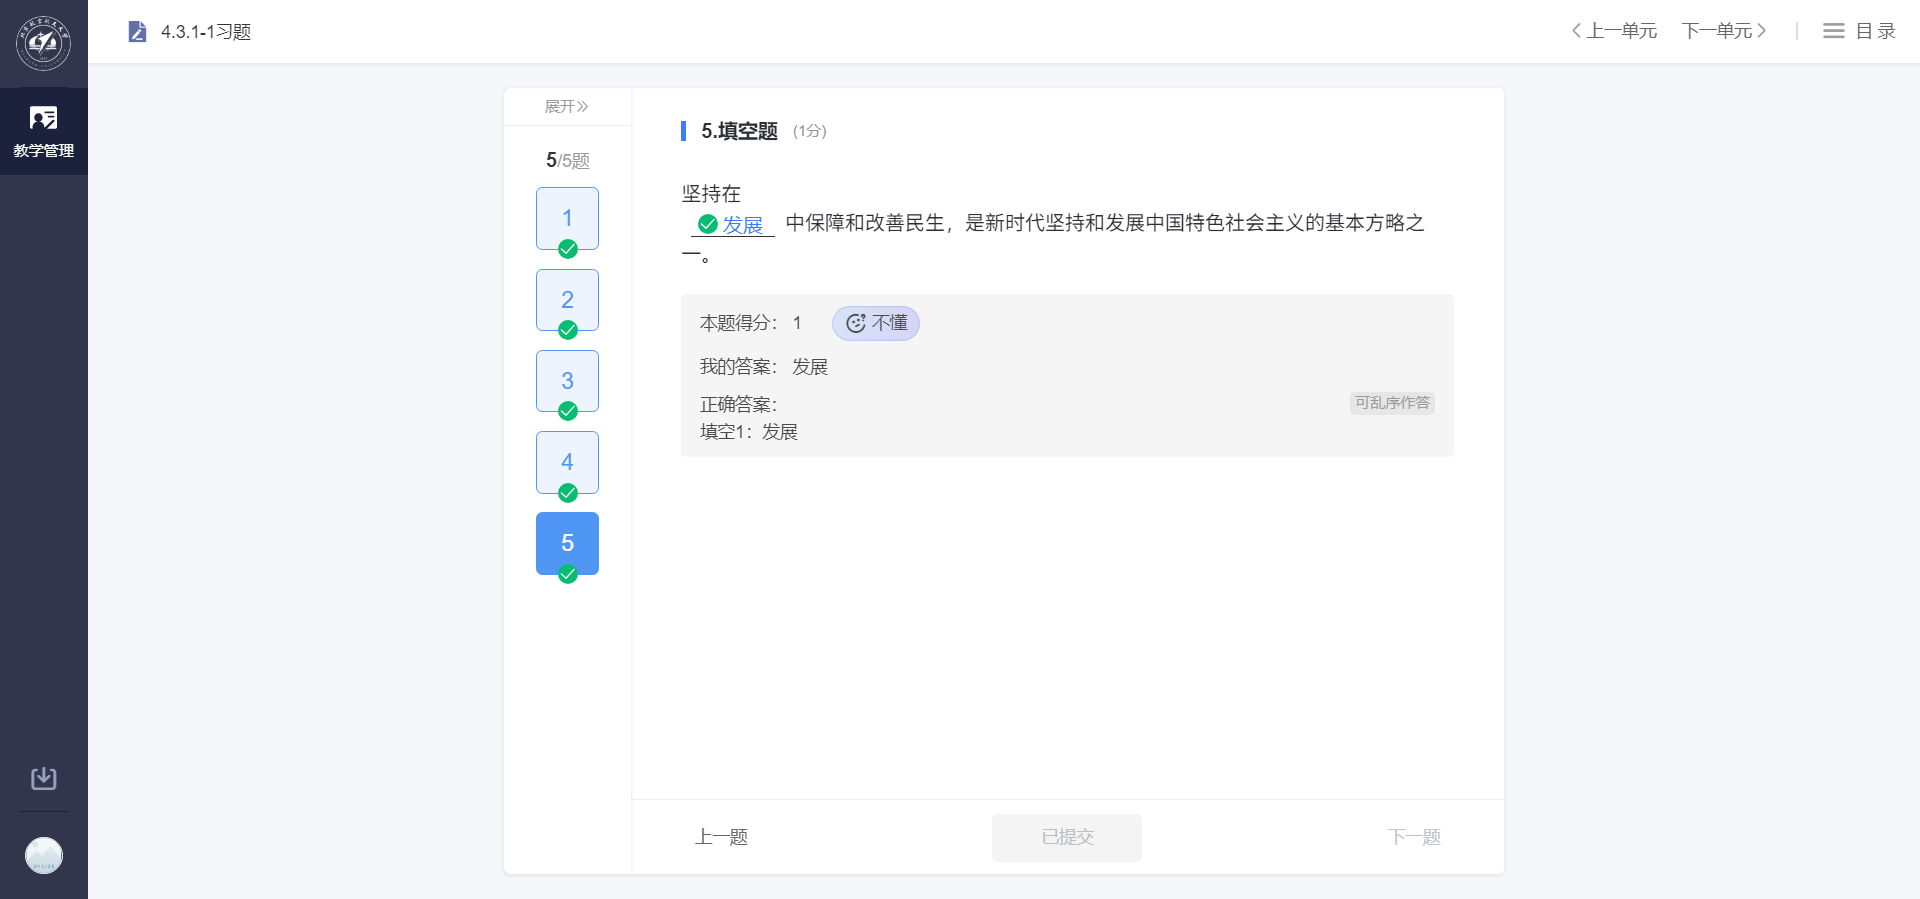 4.3.1-1习题
上一单元
下一单元
目录
教学管理
展开
5/5题
1
2
3
4
5
5.填空题 (1分)
坚持在
发展 中保障和改善民生，是新时代坚持和发展中国特色社会主义的基本方略之
一。
本题得分： 1 不懂
我的答案： 发展
正确答案：
可乱序作答
填空1：发展
上一题
已提交
下一题